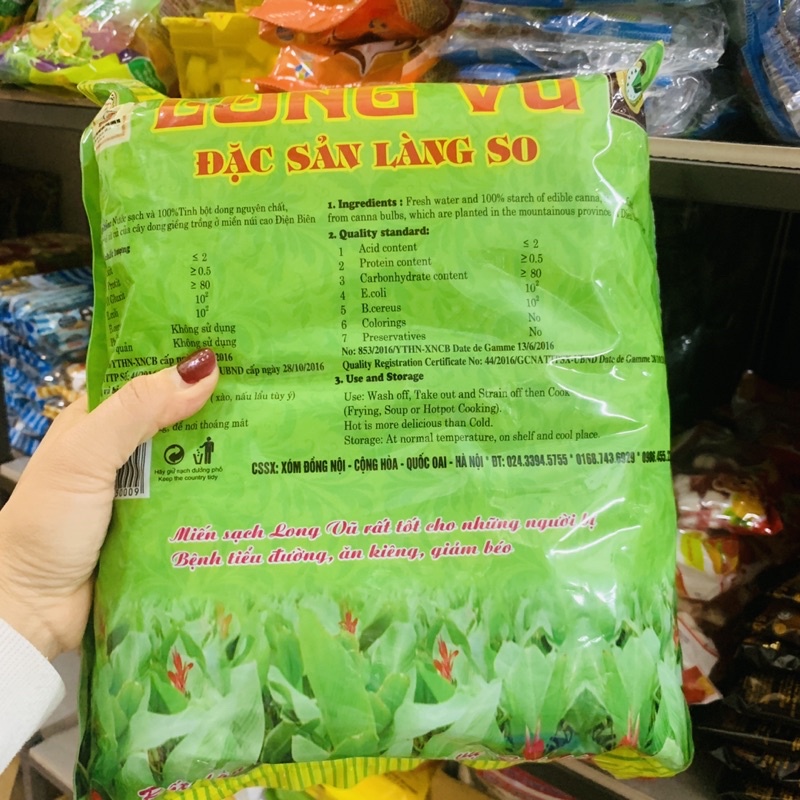 LONG VŨ
ĐẶC SẢN LÀNG SO
Nước sạch và 100%Tinh bột dong nguyên chất,
củ của cây dong giềng trồng ở miền núi cao Điện Biên
≤ 2
≥ 0.5
≥ 80
10²
10²
Không sử dụng
quản Không sử dụng
/YTHN-XNCB cấp /2016
UBND cấp ngày 28/10/2016
xào, nấu lẩu tùy ý)
để nơi thoáng mát
1. Ingredients : Fresh water and 100% starch of edible canna,
from canna bulbs, which are planted in the mountainous province
2. Quality standard:
1 Acid content ≤ 2
2 Protein content ≥ 0.5
3 Carbonhydrate content ≥ 80
4 E.coli 10²
5 B.cereus 10²
6 Colorings No
7 Preservatives No
No: 853/2016/YTHN-XNCB Date de Gamme 13/6/2016
Quality Registration Certificate No: 44/2016/GCNATTPSX-UBND Date de Gamme
3. Use and Storage
Use: Wash off, Take out and Strain off then Cook
(Frying, Soup or Hotpot Cooking).
Hot is more delicious than Cold.
Storage: At normal temperature, on shelf and cool place.
Hãy giữ sạch đường phố
Keep the country tidy
0009
CSSX: XÓM ĐỒNG NỘI - CỘNG HÒA - QUỐC OAI - HÀ NỘI * ĐT: 024.3394.5755 * 0168.743.6929 * 0986.455.
Miến sạch Long Vũ rất tốt cho những người bị
Bệnh tiểu đường, ăn kiêng, giảm béo